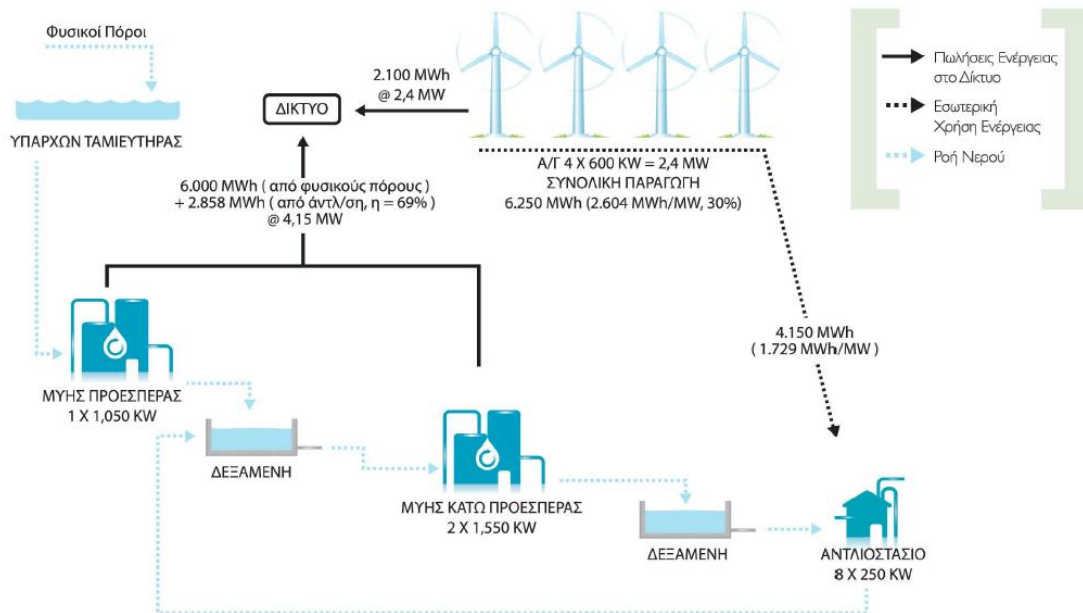 Φυσικοί Πόροι
ΥΠΑΡΧΩΝ ΤΑΜΙΕΥΤΗΡΑΣ
ΔΙΚΤΥΟ
2.100 MWh
@ 2,4 MW
Α/Γ 4 X 600 KW = 2,4 MW
ΣΥΝΟΛΙΚΗ ΠΑΡΑΓΩΓΗ
6.250 MWh (2.604 MWh/MW, 30%)
Πωλήσεις Ενέργειας
στο Δίκτυο
Εσωτερική
Χρήση Ενέργειας
Ροή Νερού
6.000 MWh ( από φυσικούς πόρους )
+ 2.858 MWh ( από άντλ/ση, η = 69% )
@ 4,15 MW
4.150 MWh
( 1.729 MWh/MW )
ΜΥΗΣ ΠΡΟΕΣΠΕΡΑΣ
1 X 1,050 KW
ΔΕΞΑΜΕΝΗ
ΜΥΗΣ ΚΑΤΩ ΠΡΟΕΣΠΕΡΑΣ
2 X 1,550 KW
ΔΕΞΑΜΕΝΗ
ΑΝΤΛΙΟΣΤΑΣΙΟ
8 X 250 KW